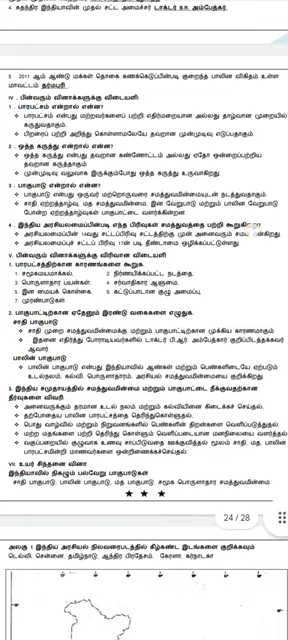 4. சுதந்திர இந்தியாவின் முதல் சட்ட அமைச்சர் டாக்டர் B.R. அம்பேத்கர்
5. 2011 ஆம் ஆண்டு மக்கள் தொகை கணக்கெடுப்பின்படி குறைந்த பாலின விகிதம் உள்ள
மாவட்டம் தர்மபுரி
IV. பின்வரும் வினாக்களுக்கு விடையளி
1. பாரபட்சம் என்றால் என்ன?
❖ பாரபட்சம் என்பது மற்றவர்களைப் பற்றி எதிர்மறையான அல்லது தாழ்வான முறையில்
கருதுவதாகும்.
❖ பிறரைப் பற்றி அறிந்து கொள்ளாமலேயே தவறான முன்முடிவு எடுப்பதாகும்.
2. ஒத்த கருத்து என்றால் என்ன?
❖ ஒத்த கருத்து என்பது தவறான கண்ணோட்டம் அல்லது ஏதோ ஒன்றைப்பற்றிய
தவறான கருத்தாகும்.
❖ முன்முடிவு வலுவாக இருக்கும்போது ஒத்த கருத்து உருவாகிறது.
3. பாகுபாடு என்றால் என்ன?
❖ பாகுபாடு என்பது ஒருவர் மற்றொருவரை சமத்துவமின்மையுடன் நடத்துவதாகும்
❖ சாதி ஏற்றத்தாழ்வு, மத சமத்துவமின்மை, இன வேறுபாடு மற்றும் பாலின வேறுபாடு
போன்ற ஏற்றத்தாழ்வுகள் பாகுபாட்டை வளர்க்கின்றன.
4. இந்திய அரசியலமைப்பின்படி எந்த பிரிவுகள் சமத்துவத்தை பற்றி கூறுகிறது?
❖ அரசியலமைப்பின் 14வது சட்டப்பிரிவு சட்டத்திற்கு முன் அனைவரும் சமம் என்கிறது.
❖ அரசியலமைப்புச் சட்டப் பிரிவு 17ன் படி தீண்டாமை ஒழிக்கப்பட்டுள்ளது.
V. பின்வரும் வினாக்களுக்கு விரிவான விடையளி
1. பாரபட்சத்திற்கான காரணங்களை கூறுக.
1. சமூகமயமாக்கல், 2. நிர்ணயிக்கப்பட்ட நடத்தை,
3. பொருளாதார பயன்கள், 4. சர்வாதிகார ஆளுமை,
5. இன மையக் கொள்கை, 6. கட்டுப்பாடான குழு அமைப்பு,
7. முரண்பாடுகள்
2. பாகுபாட்டிற்கான ஏதேனும் இரண்டு வகைகளை எழுதுக.
சாதி பாகுபாடு
❖ சாதி முறை சமத்துவமின்மைக்கு மற்றும் பாகுபாட்டிற்கான முக்கிய காரணமாகும்.
❖ இதனை எதிர்த்து போராடியவர்களில் டாக்டர் பி.ஆர். அம்பேத்கார் குறிப்பிடத்தக்கவர்
ஆவார்
பாலின பாகுபாடு
❖ பாலின பாகுபாடு என்பது இந்தியாவில் ஆண்கள் மற்றும் பெண்களிடையே ஏற்படும்
உடல்நலம், கல்வி, பொருளாதாரம், அரசியல் சமத்துவமின்மையை குறிக்கிறது.
3. இந்திய சமுதாயத்தில் சமத்துவமின்மை மற்றும் பாகுபாட்டை நீக்குவதற்கான
தீர்வுகளை விவரி.
❖ அனைவருக்கும் தரமான உடல் நலம் மற்றும் கல்வியினை கிடைக்கச் செய்தல்.
❖ தற்போதைய பாலின பாரபட்சத்தை தெரிந்துகொள்ளுதல்.
❖ பொது வாழ்வில் மற்றும் நிறுவனங்களில் பெண்களின் திறன்களை வெளிப்படுத்துதல்
❖ மற்ற மதங்களை பற்றி தெரிந்து கொள்ளும் வெளிப்படையான மனநிலையை வளர்த்தல்
❖ வகுப்பறையில் குழுவாக உணவு சாப்பிடுவதை ஊக்குவித்தல் மூலம் சாதி, மத, பாலின
பாரபட்சமின்றி மாணவர்களை ஒன்றிணைக்கச்செய்தல்.
VII. உயர் சிந்தனை வினா
இந்தியாவில் நிகழும் பல்வேறு பாகுபாடுகள்
சாதி பாகுபாடு, பாலின பாகுபாடு, மத பாகுபாடு, சமூக பொருளாதார சமத்துவமின்மை
★ ★ ★
24 / 28
அலகு 1 இந்திய அரசியல் நிலவரைபடத்தில் கீழ்கண்ட இடங்களை குறிக்கவும்
டெல்லி, சென்னை, தமிழ்நாடு, ஆந்திர பிரதேசம், கேரளா, கர்நாடகா